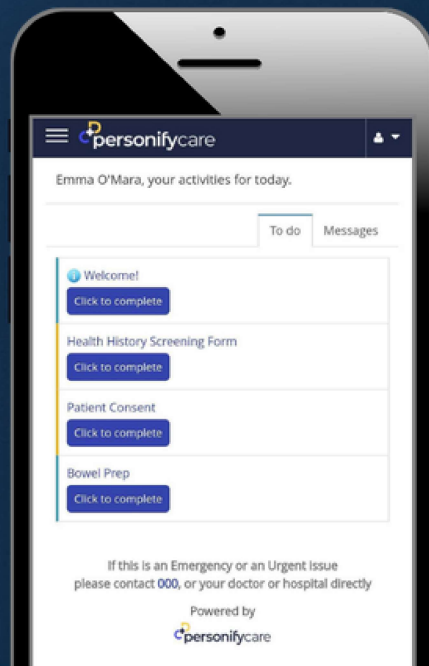 personifycare
Emma O'Mara, your activities for today.
To do
Messages
Welcome!
Click to complete
Health History Screening Form
Click to complete
Patient Consent
Click to complete
Bowel Prep
Click to complete
If this is an Emergency or an Urgent issue
please contact 000, or your doctor or hospital directly
Powered by
personifycare